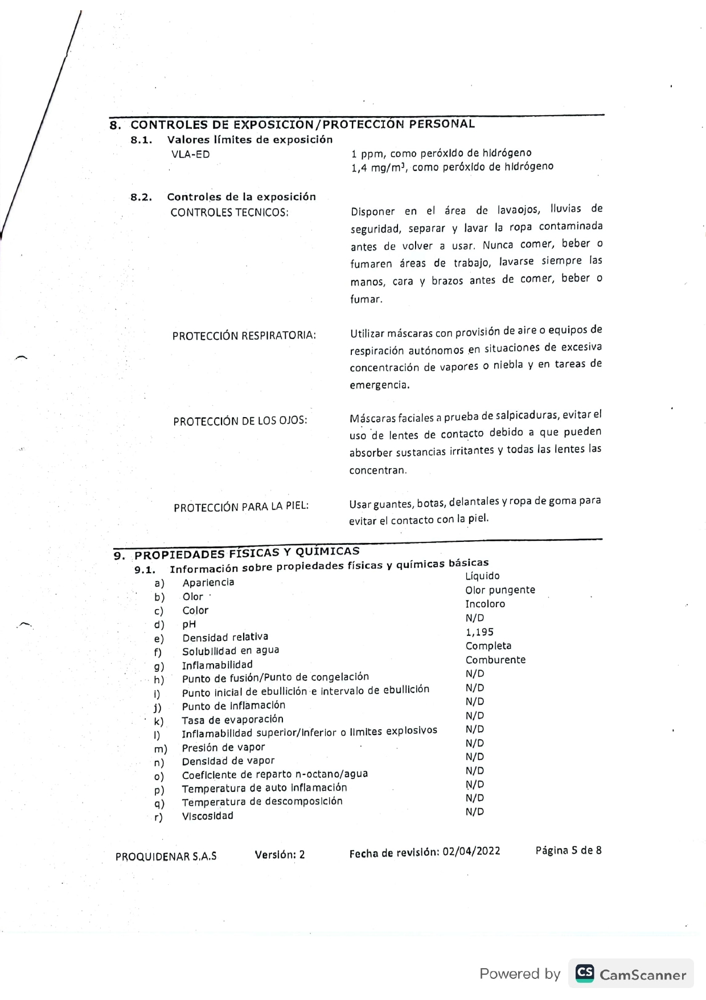 8. CONTROLES DE EXPOSICIÓN/PROTECCIÓN PERSONAL
8.1. Valores límites de exposición
VLA-ED 1 ppm, como peróxido de hidrógeno
1,4 mg/m³, como peróxido de hidrógeno
8.2. Controles de la exposición
CONTROLES TECNICOS: Disponer en el área de lavaojos, lluvias de
seguridad, separar y lavar la ropa contaminada
antes de volver a usar. Nunca comer, beber o
fumaren áreas de trabajo, lavarse siempre las
manos, cara y brazos antes de comer, beber o
fumar.
PROTECCIÓN RESPIRATORIA: Utilizar máscaras con provisión de aire o equipos de
respiración autónomos en situaciones de excesiva
concentración de vapores o niebla y en tareas de
emergencia.
PROTECCIÓN DE LOS OJOS: Máscaras faciales a prueba de salpicaduras, evitar el
uso de lentes de contacto debido a que pueden
absorber sustancias irritantes y todas las lentes las
concentran.
PROTECCIÓN PARA LA PIEL: Usar guantes, botas, delantales y ropa de goma para
evitar el contacto con la piel.
9. PROPIEDADES FÍSICAS Y QUÍMICAS
9.1. Información sobre propiedades físicas y químicas básicas
a) Apariencia Líquido
b) Olor Olor pungente
c) Color Incoloro
d) pH N/D
e) Densidad relativa 1,195
f) Solubilidad en agua Completa
g) Inflamabilidad Comburente
h) Punto de fusión/Punto de congelación N/D
i) Punto inicial de ebullición e intervalo de ebullición N/D
j) Punto de inflamación N/D
k) Tasa de evaporación N/D
l) Inflamabilidad superior/inferior o limites explosivos N/D
m) Presión de vapor N/D
n) Densidad de vapor N/D
o) Coeficiente de reparto n-octano/agua N/D
p) Temperatura de auto inflamación N/D
q) Temperatura de descomposición N/D
r) Viscosidad N/D
PROQUIDENAR S.A.S Versión: 2 Fecha de revisión: 02/04/2022 Página 5 de 8
Powered by CS CamScanner